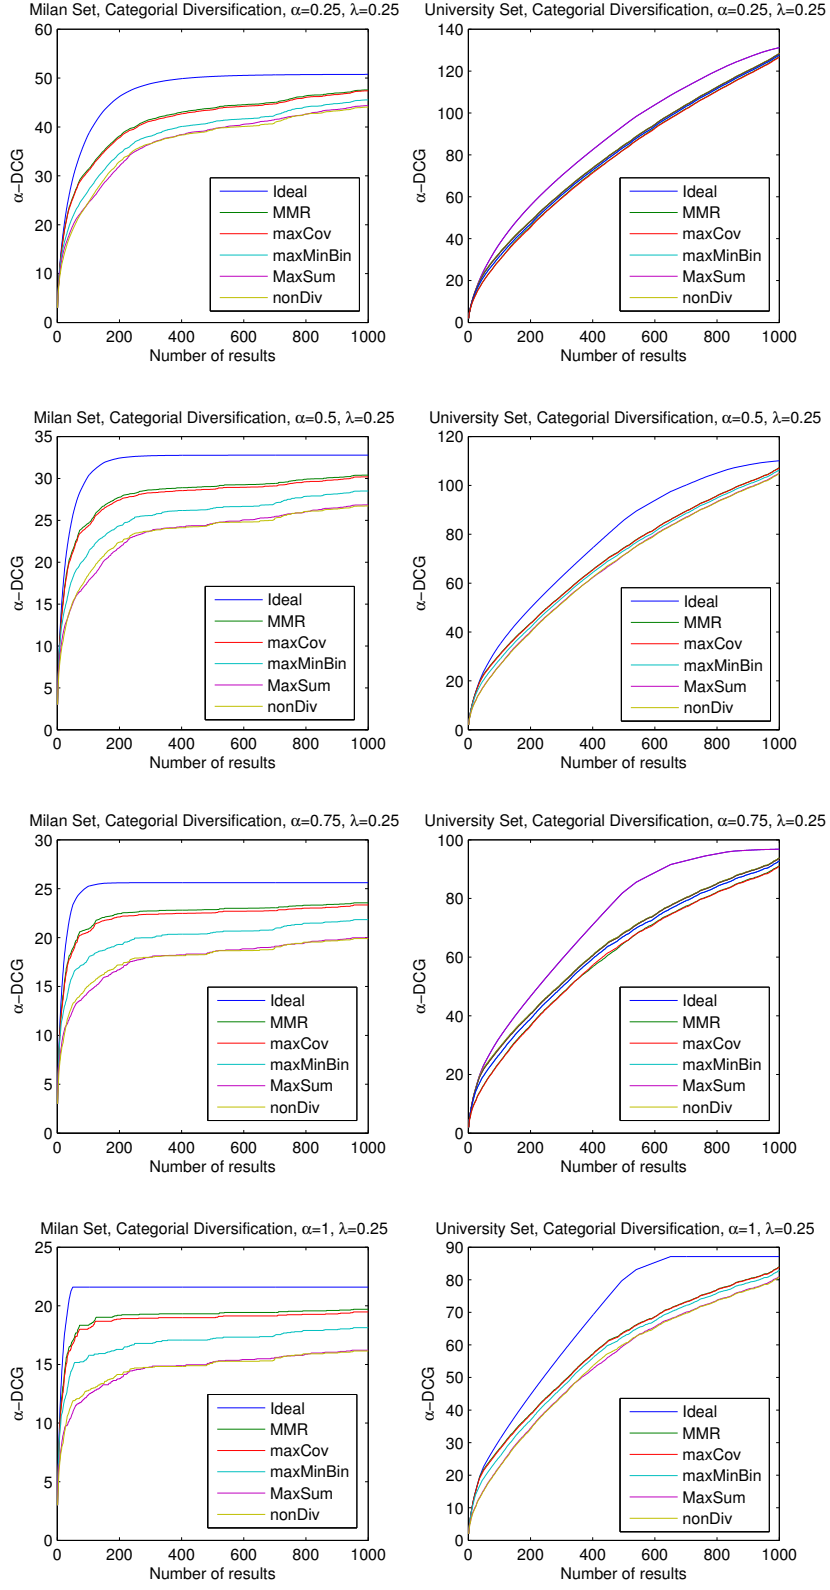 Milan Set, Categorial Diversification, α=0.25, λ=0.25
60
50
40
30
20
10
0
α−DCG
Ideal
MMR
maxCov
maxMinBin
MaxSum
nonDiv
0 200 400 600 800 1000
Number of results
University Set, Categorial Diversification, α=0.25, λ=0.25
140
120
100
80
60
40
20
0
α−DCG
Ideal
MMR
maxCov
maxMinBin
MaxSum
nonDiv
0 200 400 600 800 1000
Number of results
Milan Set, Categorial Diversification, α=0.5, λ=0.25
35
30
25
20
15
10
5
0
α−DCG
Ideal
MMR
maxCov
maxMinBin
MaxSum
nonDiv
0 200 400 600 800 1000
Number of results
University Set, Categorial Diversification, α=0.5, λ=0.25
120
100
80
60
40
20
0
α−DCG
Ideal
MMR
maxCov
maxMinBin
MaxSum
nonDiv
0 200 400 600 800 1000
Number of results
Milan Set, Categorial Diversification, α=0.75, λ=0.25
30
25
20
15
10
5
0
α−DCG
Ideal
MMR
maxCov
maxMinBin
MaxSum
nonDiv
0 200 400 600 800 1000
Number of results
University Set, Categorial Diversification, α=0.75, λ=0.25
100
80
60
40
20
0
α−DCG
Ideal
MMR
maxCov
maxMinBin
MaxSum
nonDiv
0 200 400 600 800 1000
Number of results
Milan Set, Categorial Diversification, α=1, λ=0.25
25
20
15
10
5
0
α−DCG
Ideal
MMR
maxCov
maxMinBin
MaxSum
nonDiv
0 200 400 600 800 1000
Number of results
University Set, Categorial Diversification, α=1, λ=0.25
90
80
70
60
50
40
30
20
10
0
α−DCG
Ideal
MMR
maxCov
maxMinBin
MaxSum
nonDiv
0 200 400 600 800 1000
Number of results